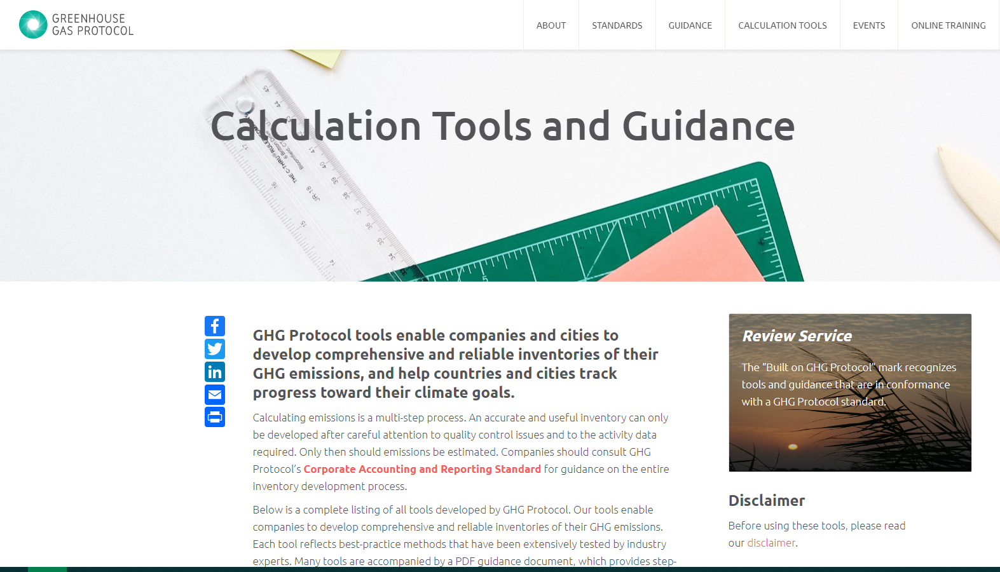 GREENHOUSE
GAS PROTOCOL
ABOUT
STANDARDS
GUIDANCE
CALCULATION TOOLS
EVENTS
ONLINE TRAINING
Calculation Tools and Guidance
GHG Protocol tools enable companies and cities to
develop comprehensive and reliable inventories of their
GHG emissions, and help countries and cities track
progress toward their climate goals.
Calculating emissions is a multi-step process. An accurate and useful inventory can only
be developed after careful attention to quality control issues and to the activity data
required. Only then should emissions be estimated. Companies should consult GHG
Protocol’s Corporate Accounting and Reporting Standard for guidance on the entire
inventory development process.
Below is a complete listing of all tools developed by GHG Protocol. Our tools enable
companies to develop comprehensive and reliable inventories of their GHG emissions.
Each tool reflects best-practice methods that have been extensively tested by industry
experts. Many tools are accompanied by a PDF guidance document, which provides step-
Review Service
The “Built on GHG Protocol” mark recognizes
tools and guidance that are in conformance
with a GHG Protocol standard.
Disclaimer
Before using these tools, please read
our disclaimer.